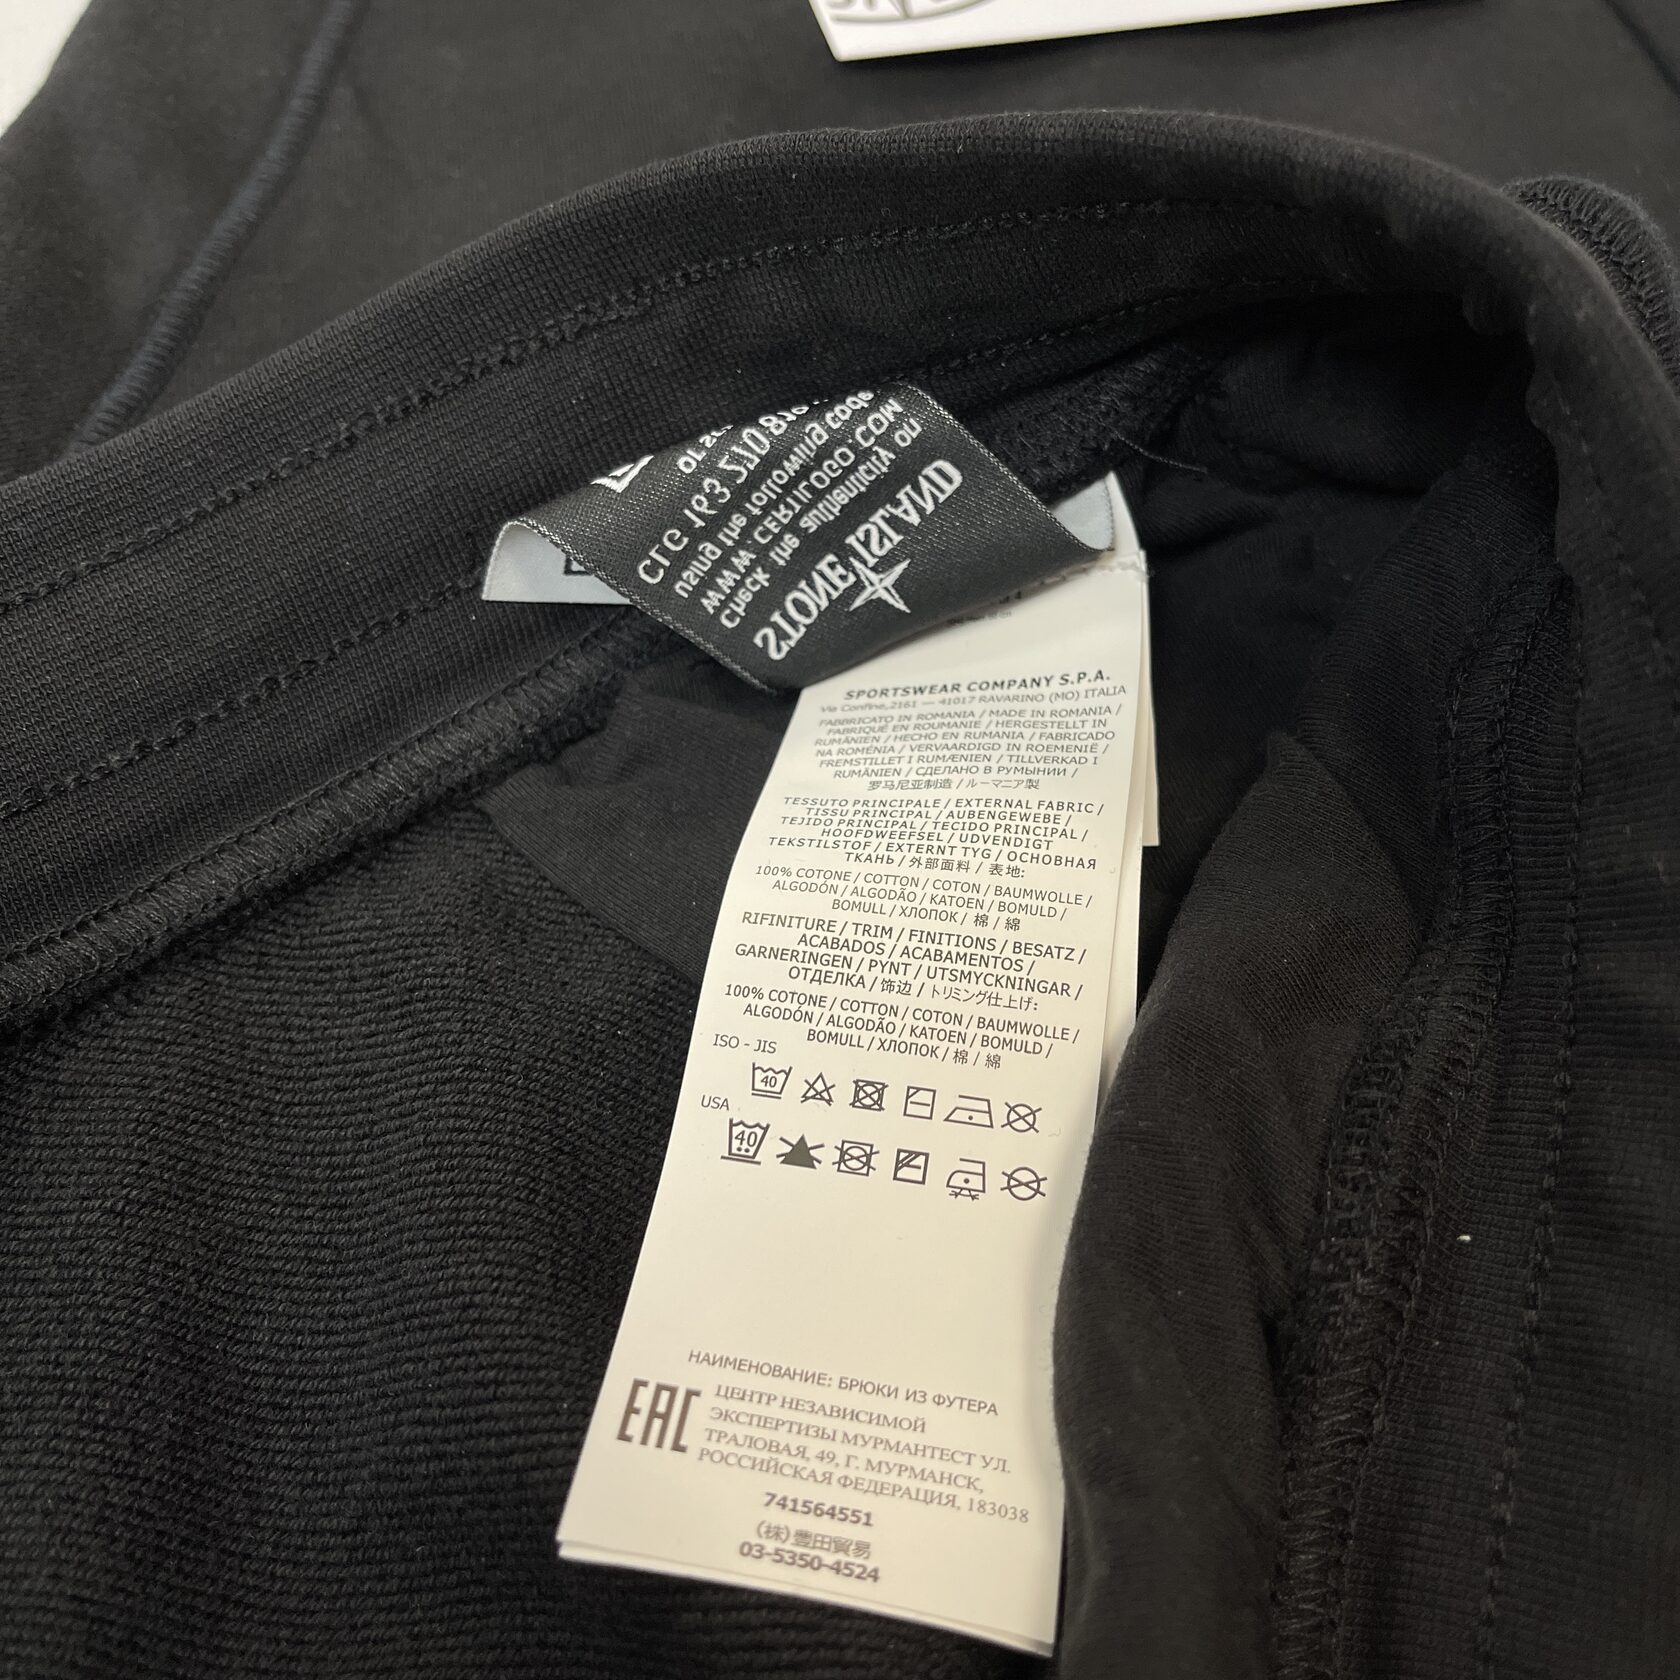 STONE ISLAND
Check the authenticity on
WWW.CERTILOGO.COM
using the following code
SPORTSWEAR COMPANY S.P.A.
Via Confine,2161 — 41017 RAVARINO (MO) ITALIA
FABBRICATO IN ROMANIA / MADE IN ROMANIA /
FABRIQUÉ EN ROUMANIE / HERGESTELLT IN
RUMÄNIEN / HECHO EN RUMANIA / FABRICADO
NA ROMÉNIA / VERVAARDIGD IN ROEMENIË /
FREMSTILLET I RUMÆNIEN / TILLVERKAD I
RUMÄNIEN / СДЕЛАНО В РУМЫНИИ /
罗马尼亚制造 / ルーマニア製
TESSUTO PRINCIPALE / EXTERNAL FABRIC /
TISSU PRINCIPAL / AUBENGEWEBE /
TEJIDO PRINCIPAL / TECIDO PRINCIPAL /
HOOFDWEEFSEL / UDVENDIGT
TEKSTILSTOF / EXTERNT TYG / ОСНОВНАЯ
ТКАНЬ / 外部面料 / 表地:
100% COTONE / COTTON / COTON / BAUMWOLLE /
ALGODÓN / ALGODÃO / KATOEN / BOMULD /
BOMULL / ХЛОПОК / 棉 / 綿
RIFINITURE / TRIM / FINITIONS / BESATZ /
ACABADOS / ACABAMENTOS /
GARNERINGEN / PYNT / UTSMYCKNINGAR /
ОТДЕЛКА / 饰边 / トリミング仕上げ:
100% COTONE / COTTON / COTON / BAUMWOLLE /
ALGODÓN / ALGODÃO / KATOEN / BOMULD /
BOMULL / ХЛОПОК / 棉 / 綿
ISO - JIS
40
USA
40
НАИМЕНОВАНИЕ: БРЮКИ ИЗ ФУТЕРА
EAC
ЦЕНТР НЕЗАВИСИМОЙ
ЭКСПЕРТИЗЫ МУРМАНТЕСТ УЛ.
ТРАЛОВАЯ, 49, Г. МУРМАНСК,
РОССИЙСКАЯ ФЕДЕРАЦИЯ, 183038
741564551
(株)豊田貿易
03-5350-4524